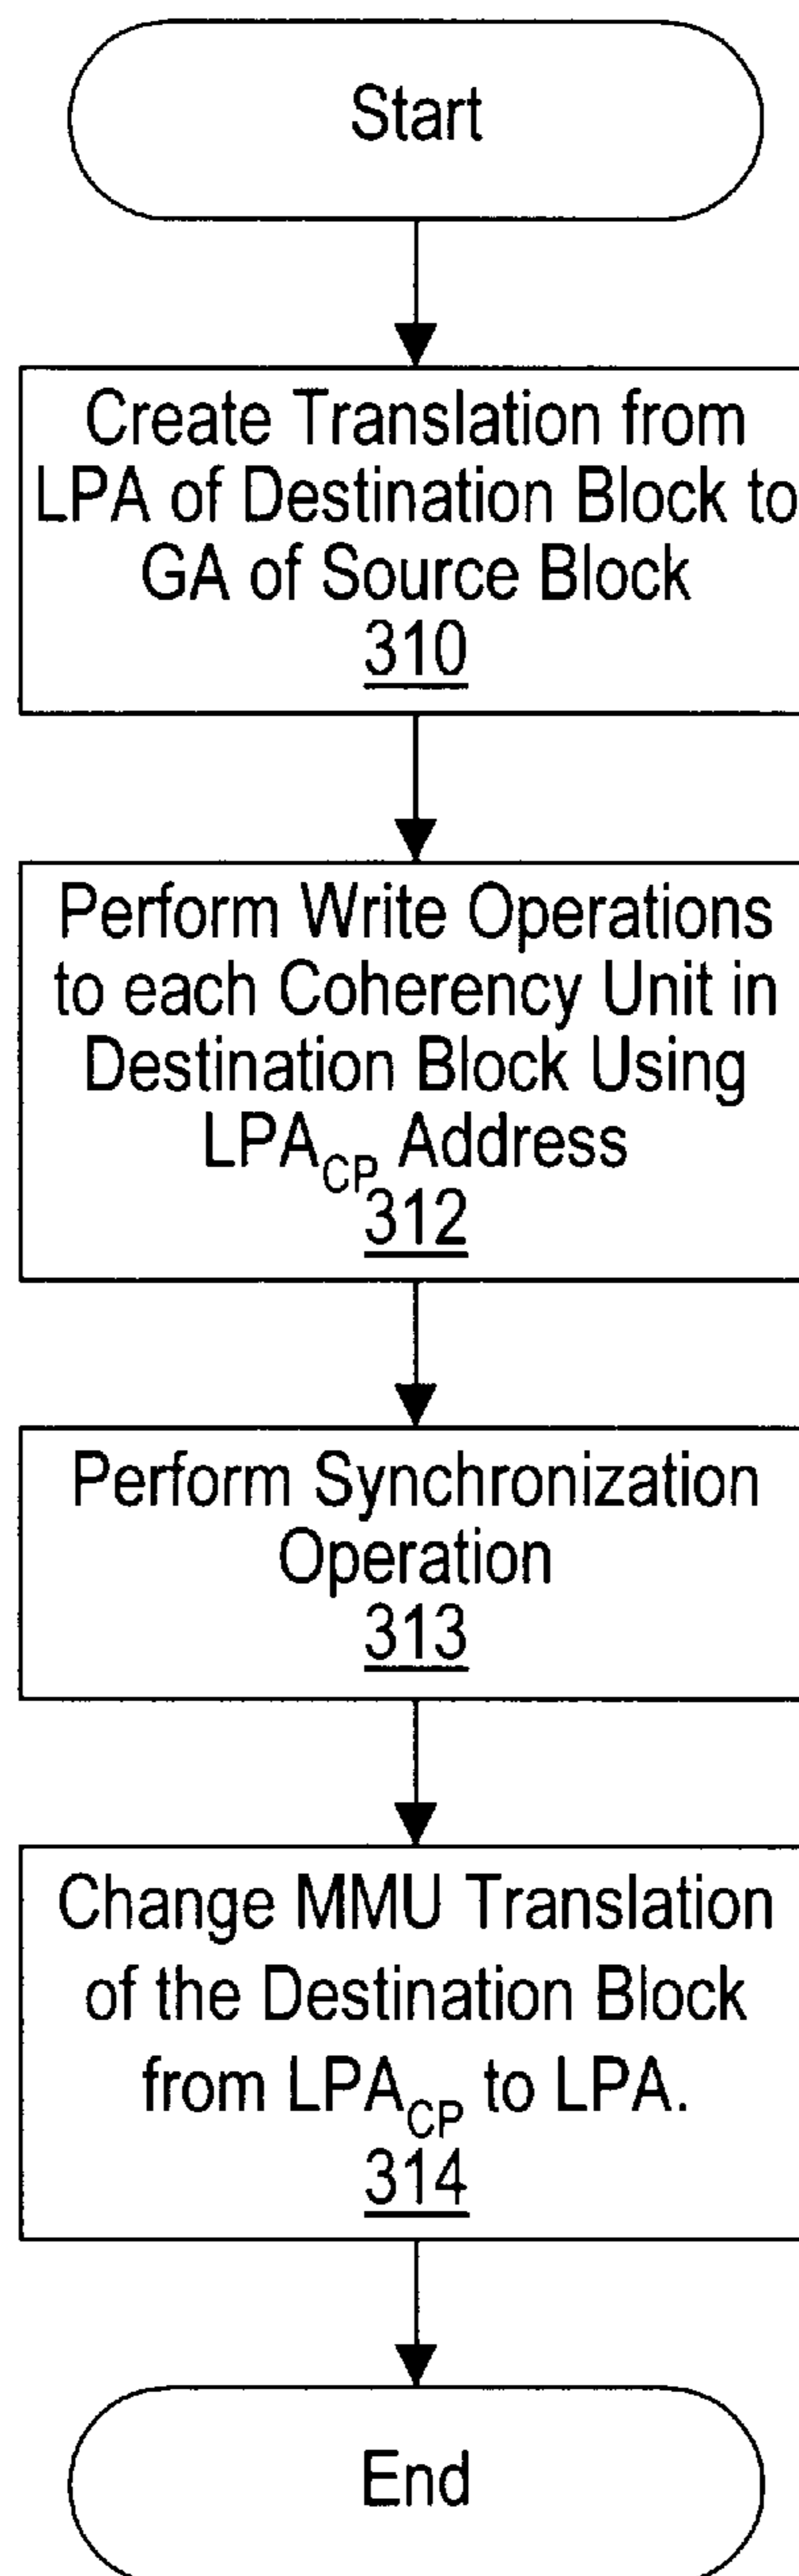 Start
Create Translation from
LPA of Destination Block to
GA of Source Block
310
Perform Write Operations
to each Coherency Unit in
Destination Block Using
LPA_CP Address
312
Perform Synchronization
Operation
313
Change MMU Translation
of the Destination Block
from LPA_CP to LPA.
314
End